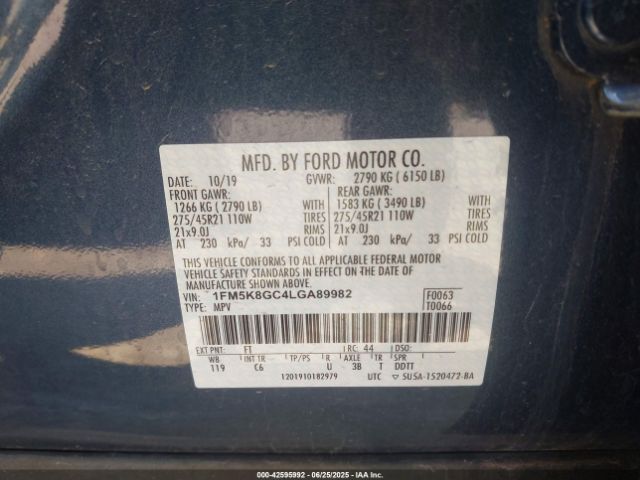 MFD. BY FORD MOTOR CO.
DATE: 10/19 GVWR: 2790 KG ( 6150 LB)
FRONT GAWR: REAR GAWR:
1266 KG ( 2790 LB) 1583 KG ( 3490 LB)
275/45R21 110W TIRES 275/45R21 110W TIRES
21x9.0J RIMS 21x9.0J RIMS
AT 230 kPa/ 33 PSI COLD AT 230 kPa/ 33 PSI COLD
THIS VEHICLE CONFORMS TO ALL APPLICABLE FEDERAL MOTOR
VEHICLE SAFETY AND THEFT PREVENTION STANDARDS IN EFFECT ON THE DATE OF
MANUFACTURE SHOWN ABOVE.
VIN: 1FM5K8GC4LGA89982 F0063
TYPE: MPV T0066
EXT PNT: FT RC: 44 DSO:
WB INT TR TP/PS R AXLE TR SPR
119 C6 U 3B T DDTT
1201910182979 UTC ▽ SU5A-1520472-BA
000-42595992 - 06/25/2025 - IAA Inc.